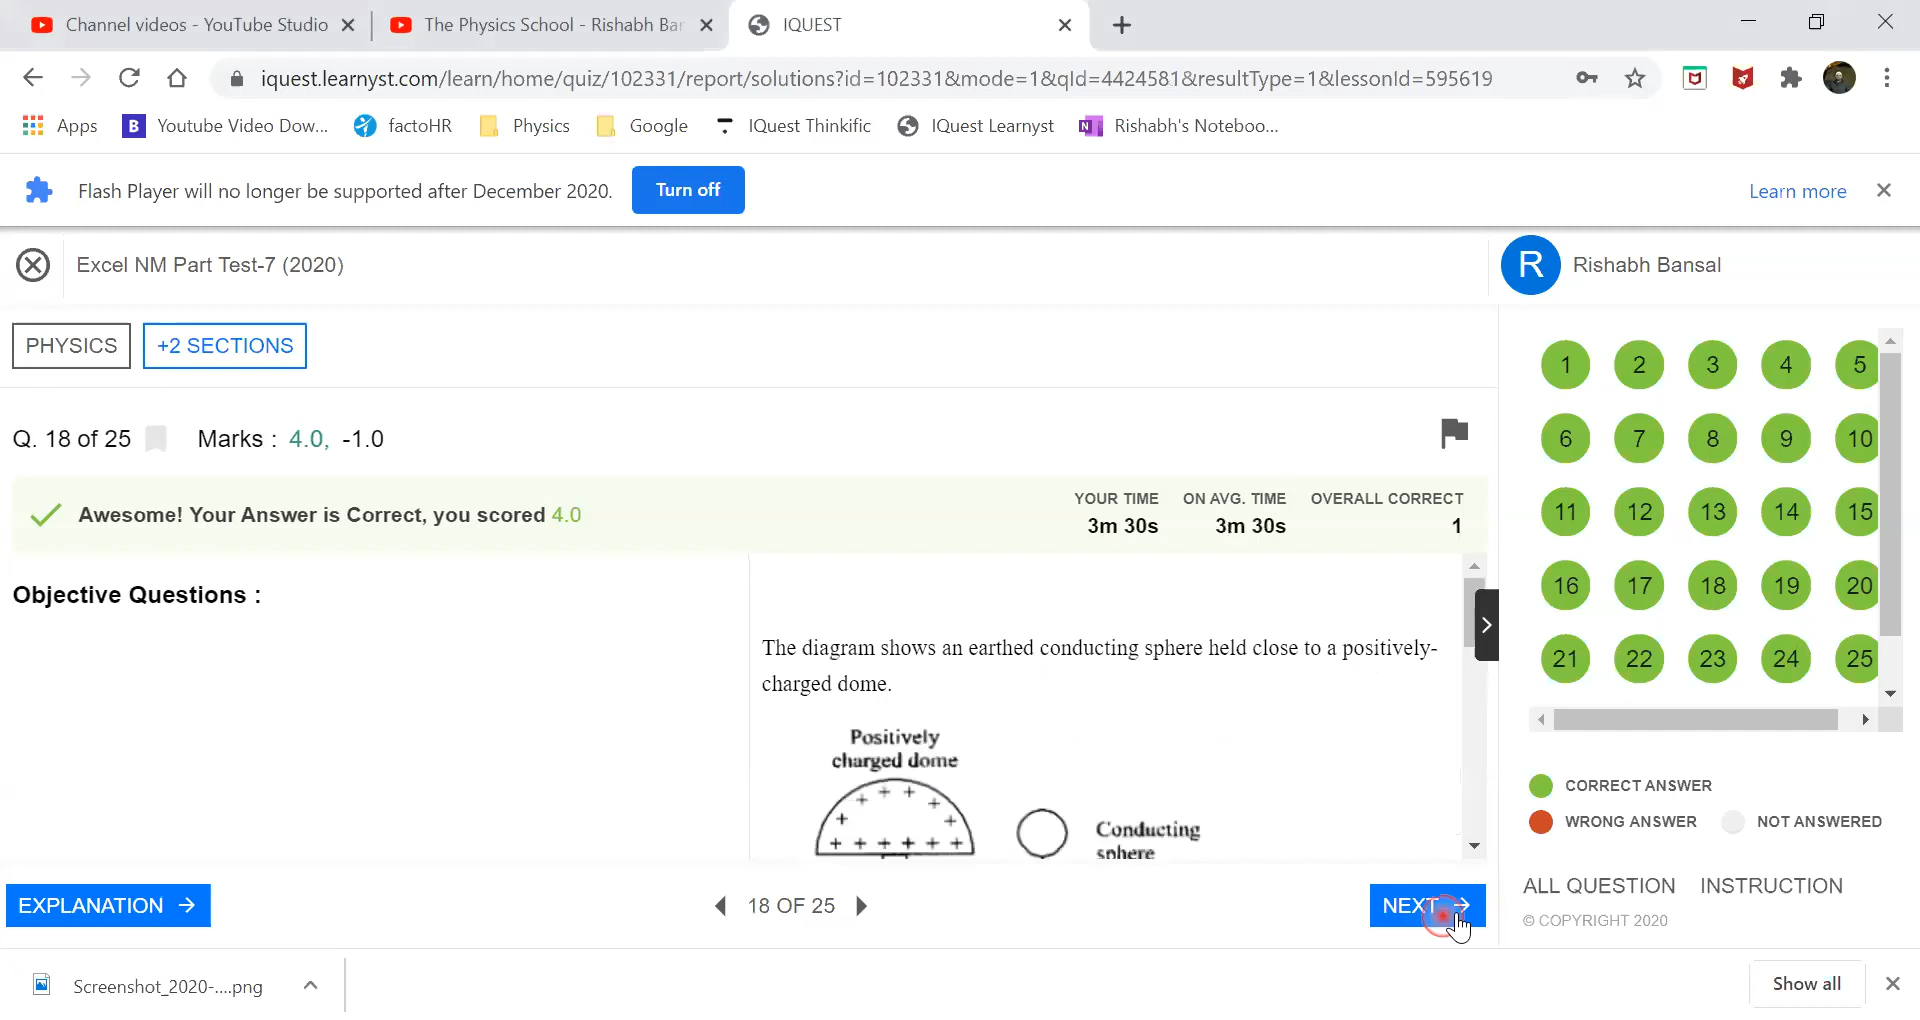 Channel videos - YouTube Studio
The Physics School - Rishabh Bar
IQUEST
iquest.learnyst.com/learn/home/quiz/102331/report/solutions?id=102331&mode=1&qId=4424581&resultType=1&lessonId=595619
Apps
B Youtube Video Dow...
factoHR
Physics
Google
IQuest Thinkific
IQuest Learnyst
N Rishabh's Noteboo...
Flash Player will no longer be supported after December 2020.
Turn off
Learn more
Excel NM Part Test-7 (2020)
R Rishabh Bansal
PHYSICS
+2 SECTIONS
Q. 18 of 25
Marks : 4.0, -1.0
Awesome! Your Answer is Correct, you scored 4.0
YOUR TIME
3m 30s
ON AVG. TIME
3m 30s
OVERALL CORRECT
1
Objective Questions :
The diagram shows an earthed conducting sphere held close to a positively-
charged dome.
Positively
charged dome
+ + + + + + +
+ + + + + +
Conducting
sphere
1 2 3 4 5
6 7 8 9 10
11 12 13 14 15
16 17 18 19 20
21 22 23 24 25
CORRECT ANSWER
WRONG ANSWER
NOT ANSWERED
EXPLANATION →
18 OF 25
NEXT →
ALL QUESTION
INSTRUCTION
© COPYRIGHT 2020
Screenshot_2020-....png
Show all